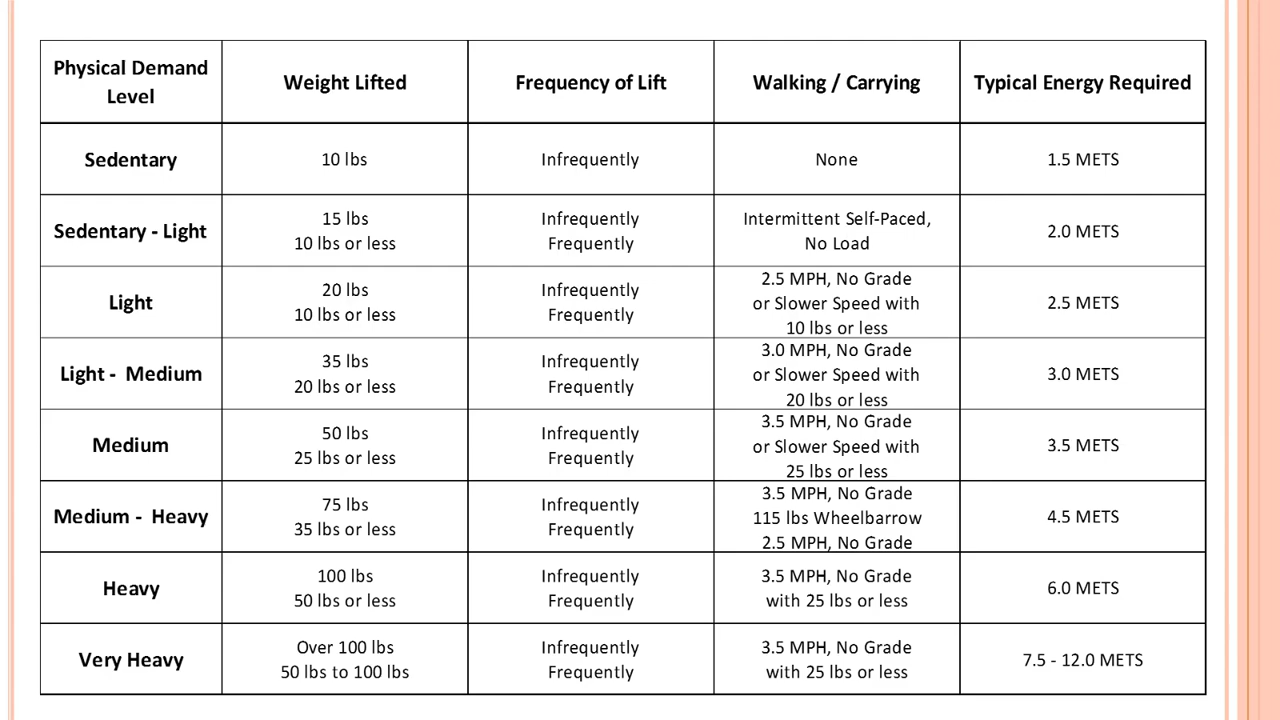 Physical Demand
Level
Weight Lifted
Frequency of Lift
Walking / Carrying
Typical Energy Required
Sedentary
10 lbs
Infrequently
None
1.5 METS
Sedentary - Light
15 lbs
10 lbs or less
Infrequently
Frequently
Intermittent Self-Paced,
No Load
2.0 METS
Light
20 lbs
10 lbs or less
Infrequently
Frequently
2.5 MPH, No Grade
or Slower Speed with
10 lbs or less
2.5 METS
Light - Medium
35 lbs
20 lbs or less
Infrequently
Frequently
3.0 MPH, No Grade
or Slower Speed with
20 lbs or less
3.0 METS
Medium
50 lbs
25 lbs or less
Infrequently
Frequently
3.5 MPH, No Grade
or Slower Speed with
25 lbs or less
3.5 METS
Medium - Heavy
75 lbs
35 lbs or less
Infrequently
Frequently
3.5 MPH, No Grade
115 lbs Wheelbarrow
2.5 MPH, No Grade
4.5 METS
Heavy
100 lbs
50 lbs or less
Infrequently
Frequently
3.5 MPH, No Grade
with 25 lbs or less
6.0 METS
Very Heavy
Over 100 lbs
50 lbs to 100 lbs
Infrequently
Frequently
3.5 MPH, No Grade
with 25 lbs or less
7.5 - 12.0 METS